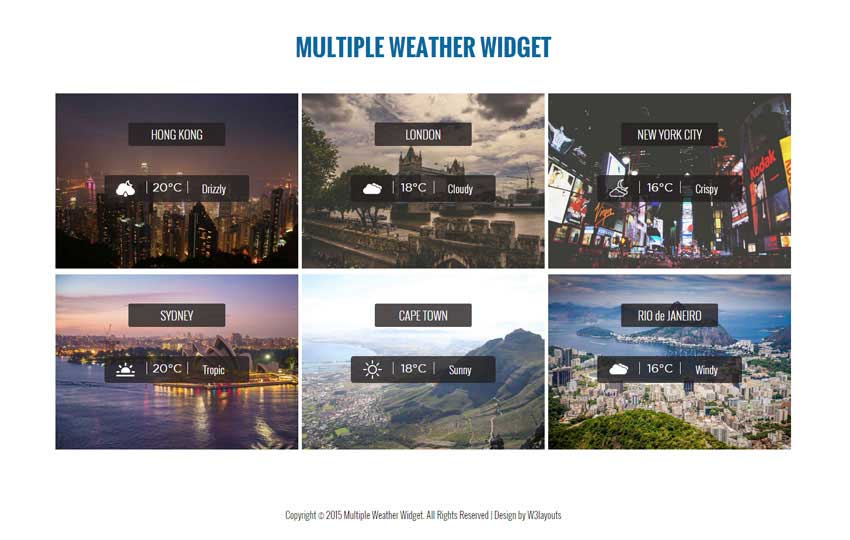 MULTIPLE WEATHER WIDGET
HONG KONG
20°C Drizzly
LONDON
18°C Cloudy
NEW YORK CITY
16°C Crispy
Virgin
Kodak
SYDNEY
20°C Tropic
CAPE TOWN
18°C Sunny
RIO de JANEIRO
16°C Windy
Copyright © 2015 Multiple Weather Widget. All Rights Reserved | Design by W3layouts